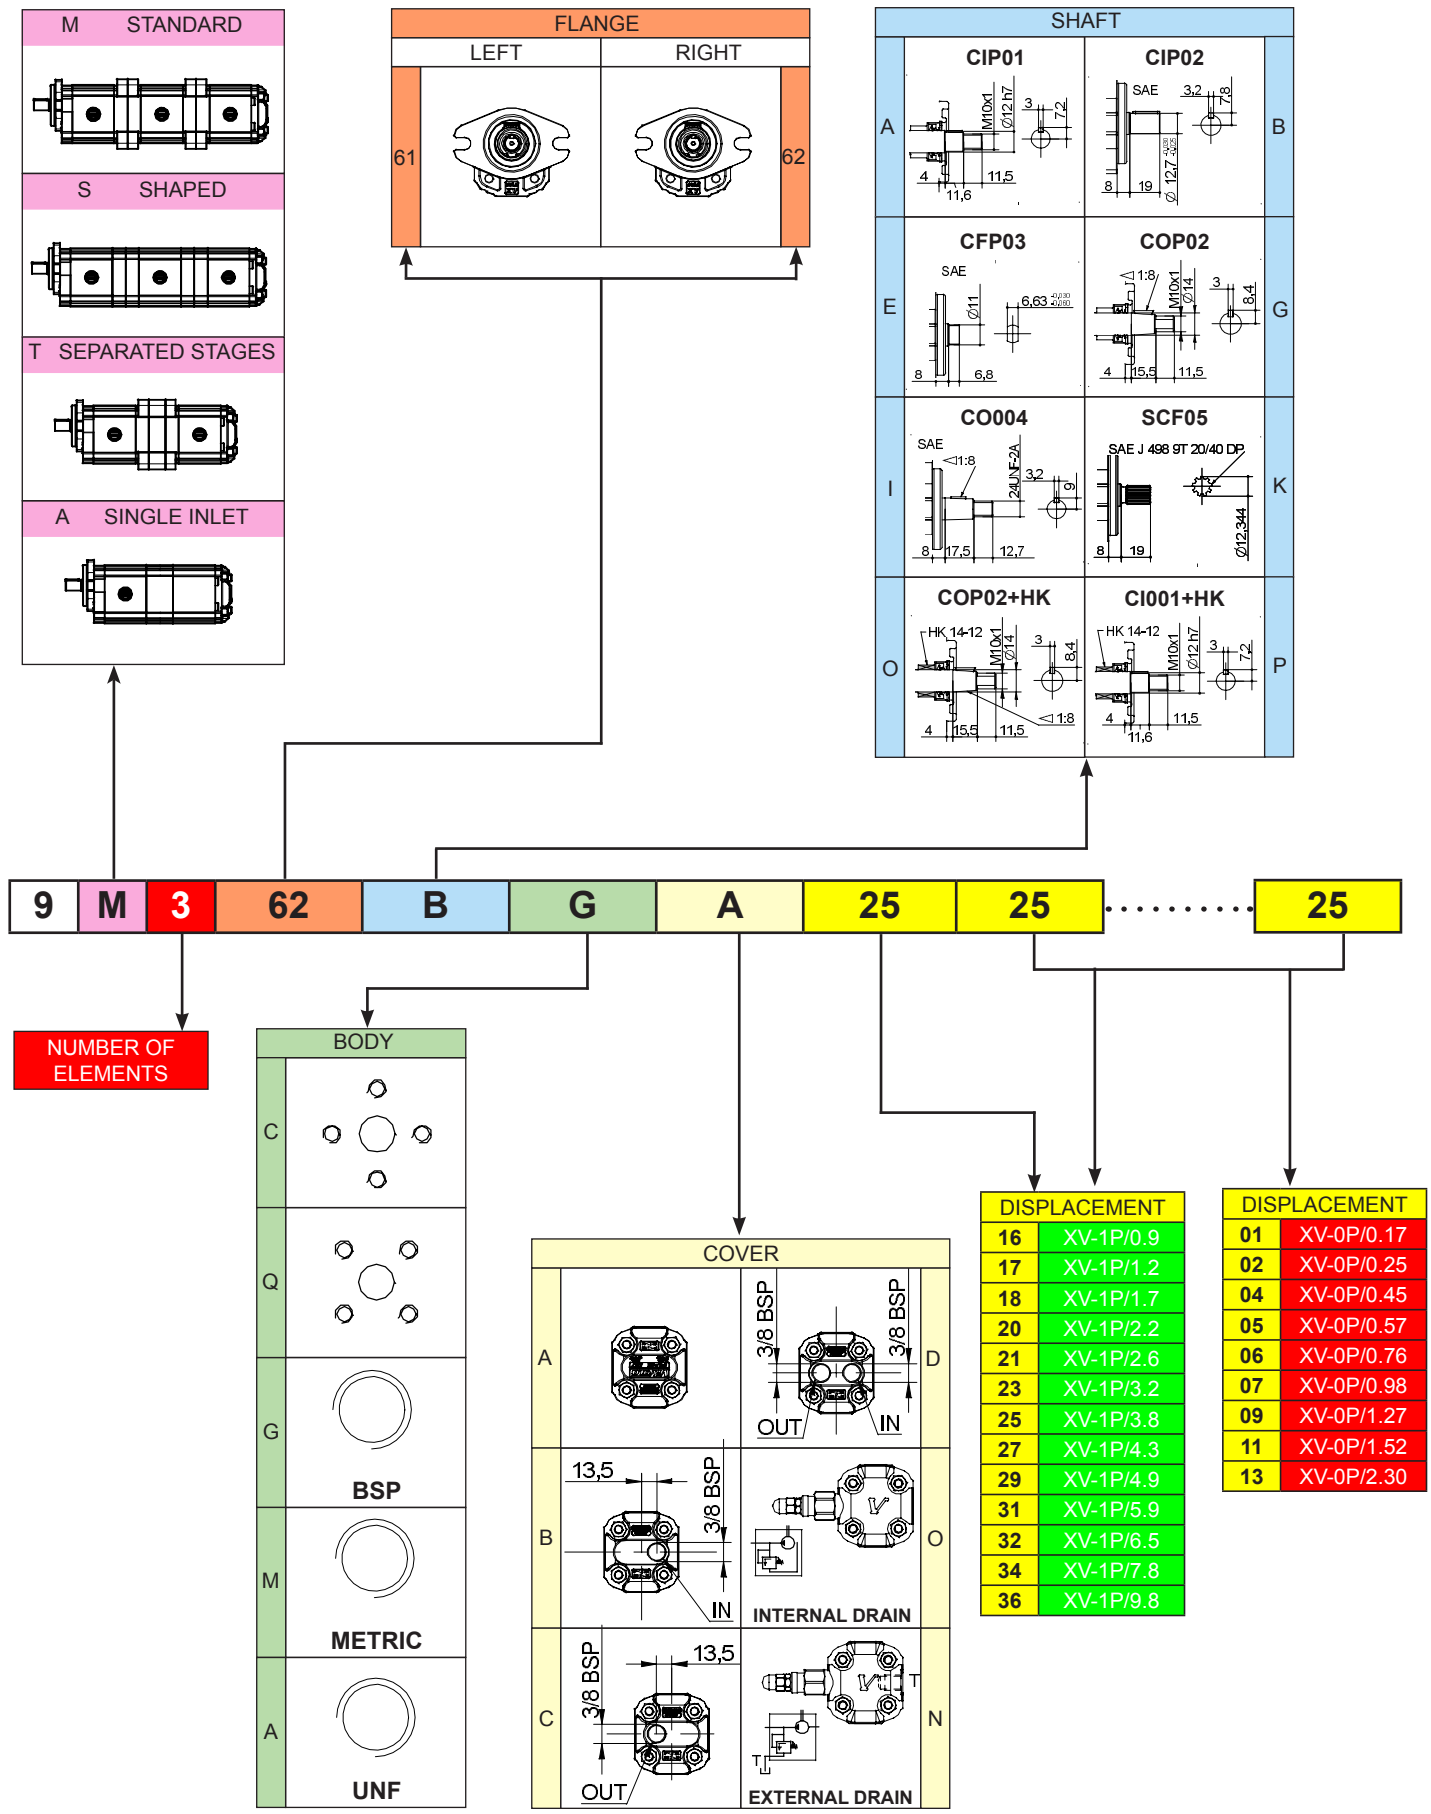 M STANDARD
S SHAPED
T SEPARATED STAGES
A SINGLE INLET
FLANGE
LEFT RIGHT
61 62
SHAFT
A
CIP01
M10x1
Ø12 h7
3
7,2
4
11,6
11,5
CIP02
SAE
3,2
7,8
8 19
Ø 12,7
B
E
CFP03
SAE
Ø11
6,63 -0,030 -0,060
8 6,8
COP02
1:8
M10x1
Ø14
3
8,4
4 15,5 11,5
G
I
CO004
SAE
1:8
24UNF-2A
3,2
9
8 17,5 12,7
SCF05
SAE J 498 9T 20/40 DP
Ø12,344
8 19
K
O
COP02+HK
HK 14-12
M10x1
Ø14
3
8,4
1:8
4 15,5 11,5
CI001+HK
HK 14-12
M10x1
Ø12 h7
3
7,2
4
11,6
11,5
P
9 M 3 62 B G A 25 25 .......... 25
NUMBER OF
ELEMENTS
BODY
C
Q
G
BSP
M
METRIC
A
UNF
COVER
A
3/8 BSP
3/8 BSP
D
OUT IN
B
13,5
3/8 BSP
IN
O
INTERNAL DRAIN
C
3/8 BSP
13,5
OUT
T
T
N
EXTERNAL DRAIN
DISPLACEMENT
16 XV-1P/0.9
17 XV-1P/1.2
18 XV-1P/1.7
20 XV-1P/2.2
21 XV-1P/2.6
23 XV-1P/3.2
25 XV-1P/3.8
27 XV-1P/4.3
29 XV-1P/4.9
31 XV-1P/5.9
32 XV-1P/6.5
34 XV-1P/7.8
36 XV-1P/9.8
DISPLACEMENT
01 XV-0P/0.17
02 XV-0P/0.25
04 XV-0P/0.45
05 XV-0P/0.57
06 XV-0P/0.76
07 XV-0P/0.98
09 XV-0P/1.27
11 XV-0P/1.52
13 XV-0P/2.30